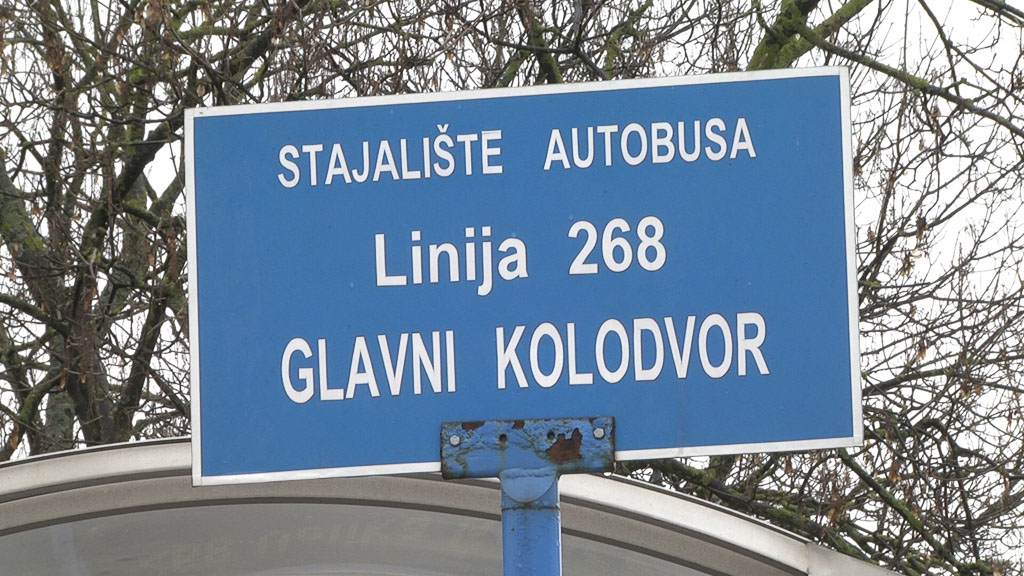 STAJALIŠTE AUTOBUSA
Linija 268
GLAVNI KOLODVOR